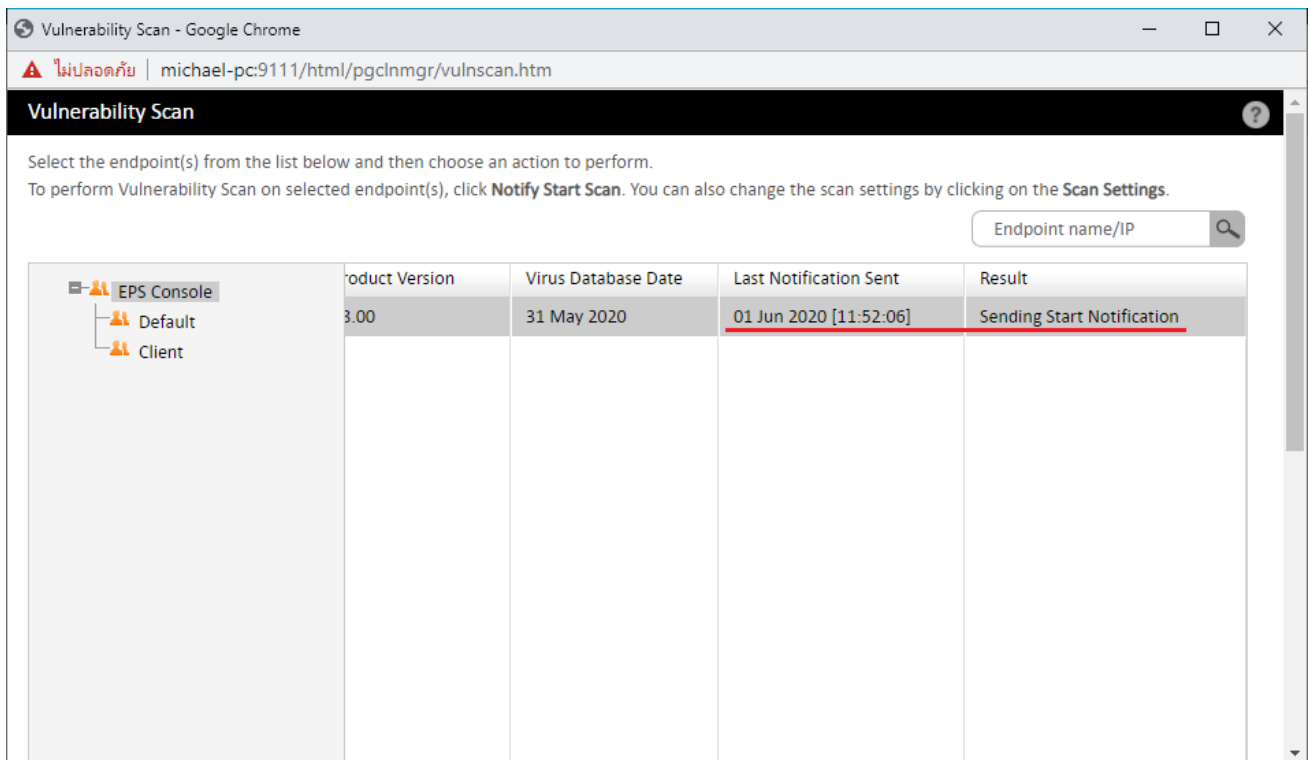 Vulnerability Scan - Google Chrome
ไม่ปลอดภัย | michael-pc:9111/html/pgclnmgr/vulnscan.htm
Vulnerability Scan
?
Select the endpoint(s) from the list below and then choose an action to perform.
To perform Vulnerability Scan on selected endpoint(s), click Notify Start Scan. You can also change the scan settings by clicking on the Scan Settings.
Endpoint name/IP
EPS Console
Default
Client
roduct Version Virus Database Date Last Notification Sent Result
3.00 31 May 2020 01 Jun 2020 [11:52:06] Sending Start Notification